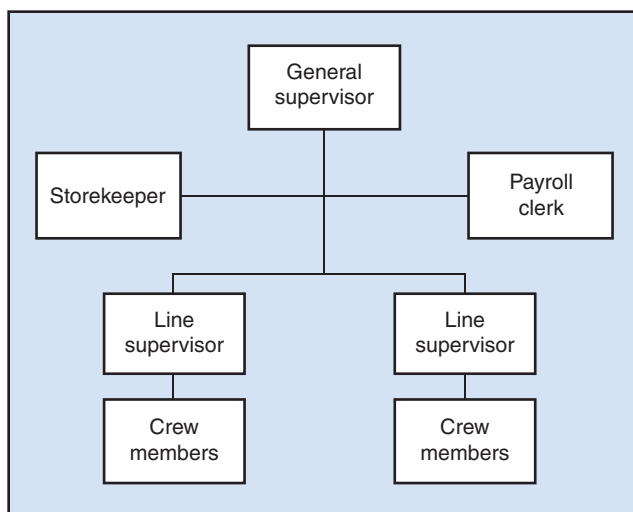 General
supervisor
Storekeeper
Payroll
clerk
Line
supervisor
Line
supervisor
Crew
members
Crew
members